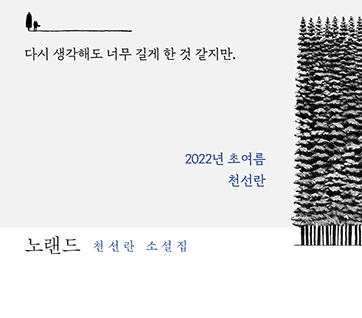 다시 생각해도 너무 길게 한 것 같지만.
2022년 초여름
천선란
노랜드 천선란 소설집